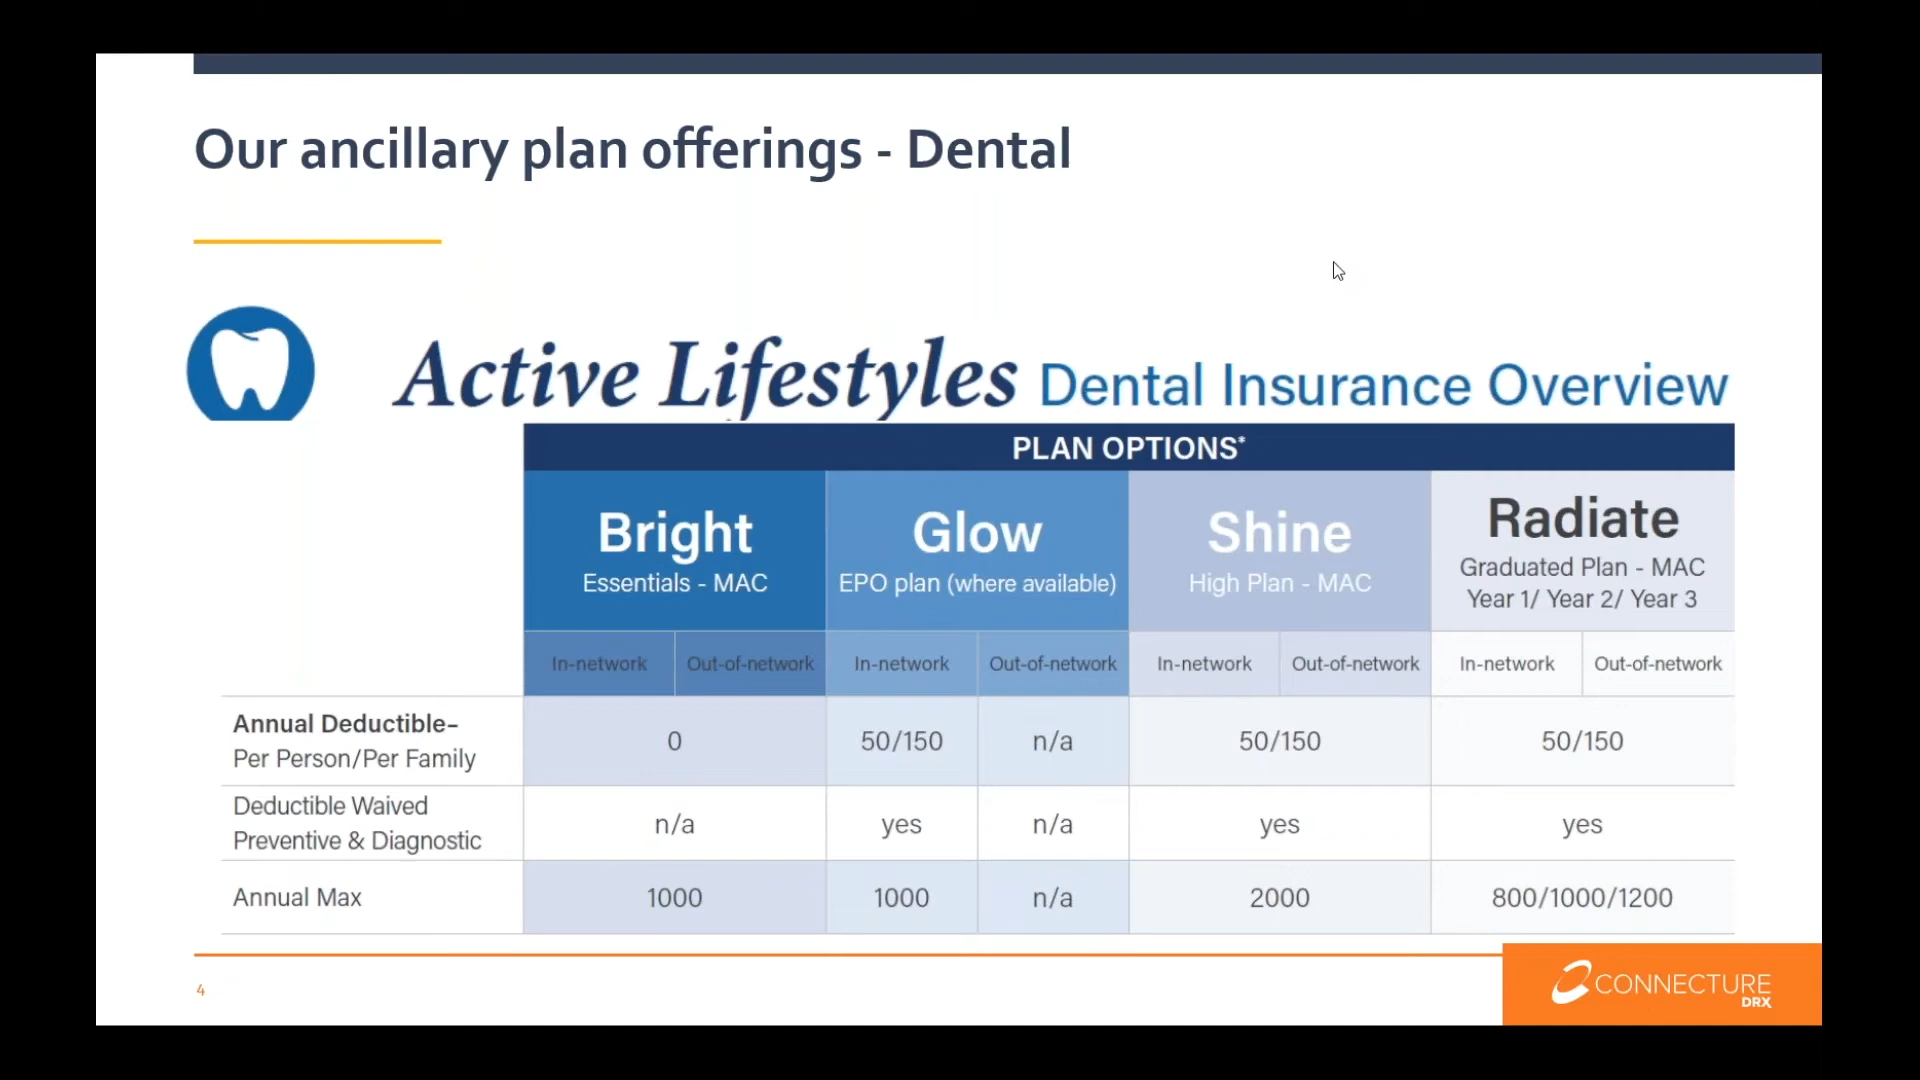 Our ancillary plan offerings - Dental
Active Lifestyles Dental Insurance Overview
PLAN OPTIONS*
Bright Glow Shine Radiate
Essentials - MAC EPO plan (where available) High Plan - MAC Graduated Plan - MAC
Year 1/ Year 2/ Year 3
In-network Out-of-network In-network Out-of-network In-network Out-of-network In-network Out-of-network
Annual Deductible–
Per Person/Per Family 0 50/150 n/a 50/150 50/150
Deductible Waived
Preventive & Diagnostic n/a yes n/a yes yes
Annual Max 1000 1000 n/a 2000 800/1000/1200
4
CONNECTURE
DRX